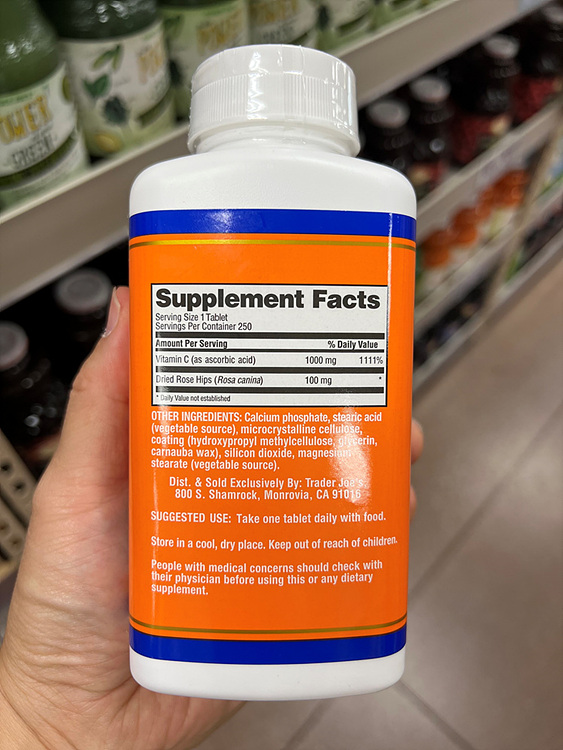 Supplement Facts
Serving Size 1 Tablet
Servings Per Container 250
Amount Per Serving % Daily Value
Vitamin C (as ascorbic acid) 1000 mg 1111%
Dried Rose Hips (Rosa canina) 100 mg *
* Daily Value not established
OTHER INGREDIENTS: Calcium phosphate, stearic acid
(vegetable source), microcrystalline cellulose,
coating (hydroxypropyl methylcellulose, glycerin,
carnauba wax), silicon dioxide, magnesium
stearate (vegetable source).
Dist. & Sold Exclusively By: Trader Joe's,
800 S. Shamrock, Monrovia, CA 91016
SUGGESTED USE: Take one tablet daily with food.
Store in a cool, dry place. Keep out of reach of children.
People with medical concerns should check with
their physician before using this or any dietary
supplement.